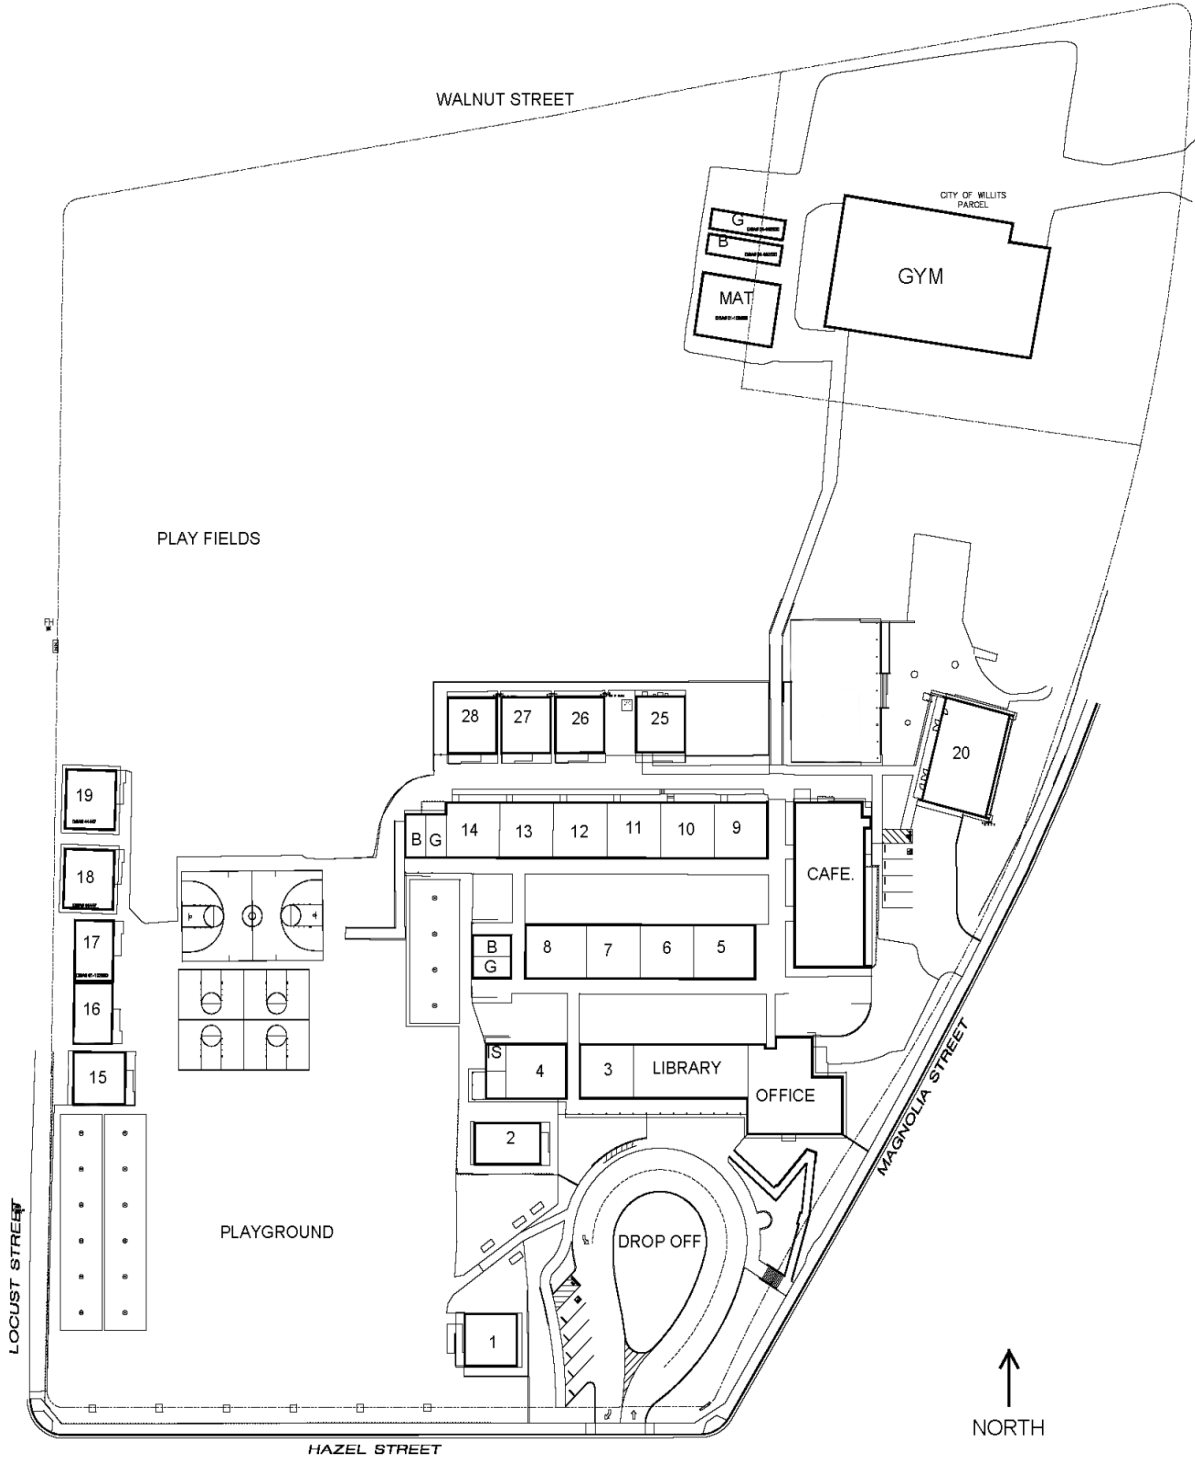 WALNUT STREET
CITY OF WILLITS
PARCEL
G
B
GYM
MAT
PLAY FIELDS
FH
28
27
26
25
20
19
14
13
12
11
10
9
B
G
CAFE.
18
17
8
7
6
5
B
G
16
IS
4
3
LIBRARY
OFFICE
15
2
MAGNOLIA STREET
PLAYGROUND
DROP OFF
LOCUST STREET
1
NORTH
HAZEL STREET